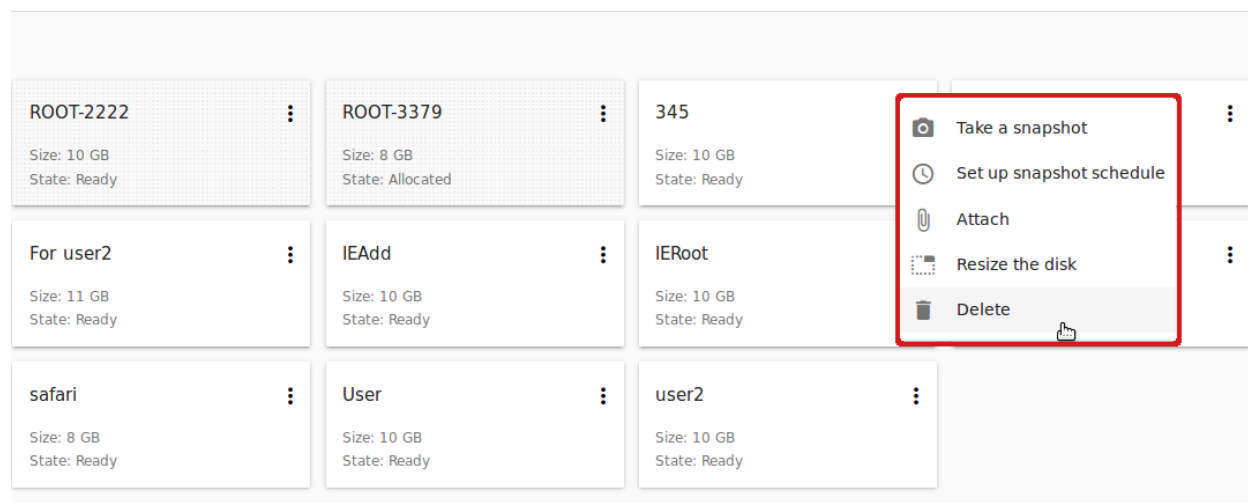 ROOT-2222
Size: 10 GB
State: Ready
ROOT-3379
Size: 8 GB
State: Allocated
345
Size: 10 GB
State: Ready
Take a snapshot
Set up snapshot schedule
Attach
Resize the disk
Delete
For user2
Size: 11 GB
State: Ready
IEAdd
Size: 10 GB
State: Ready
IERoot
Size: 10 GB
State: Ready
safari
Size: 8 GB
State: Ready
User
Size: 10 GB
State: Ready
user2
Size: 10 GB
State: Ready